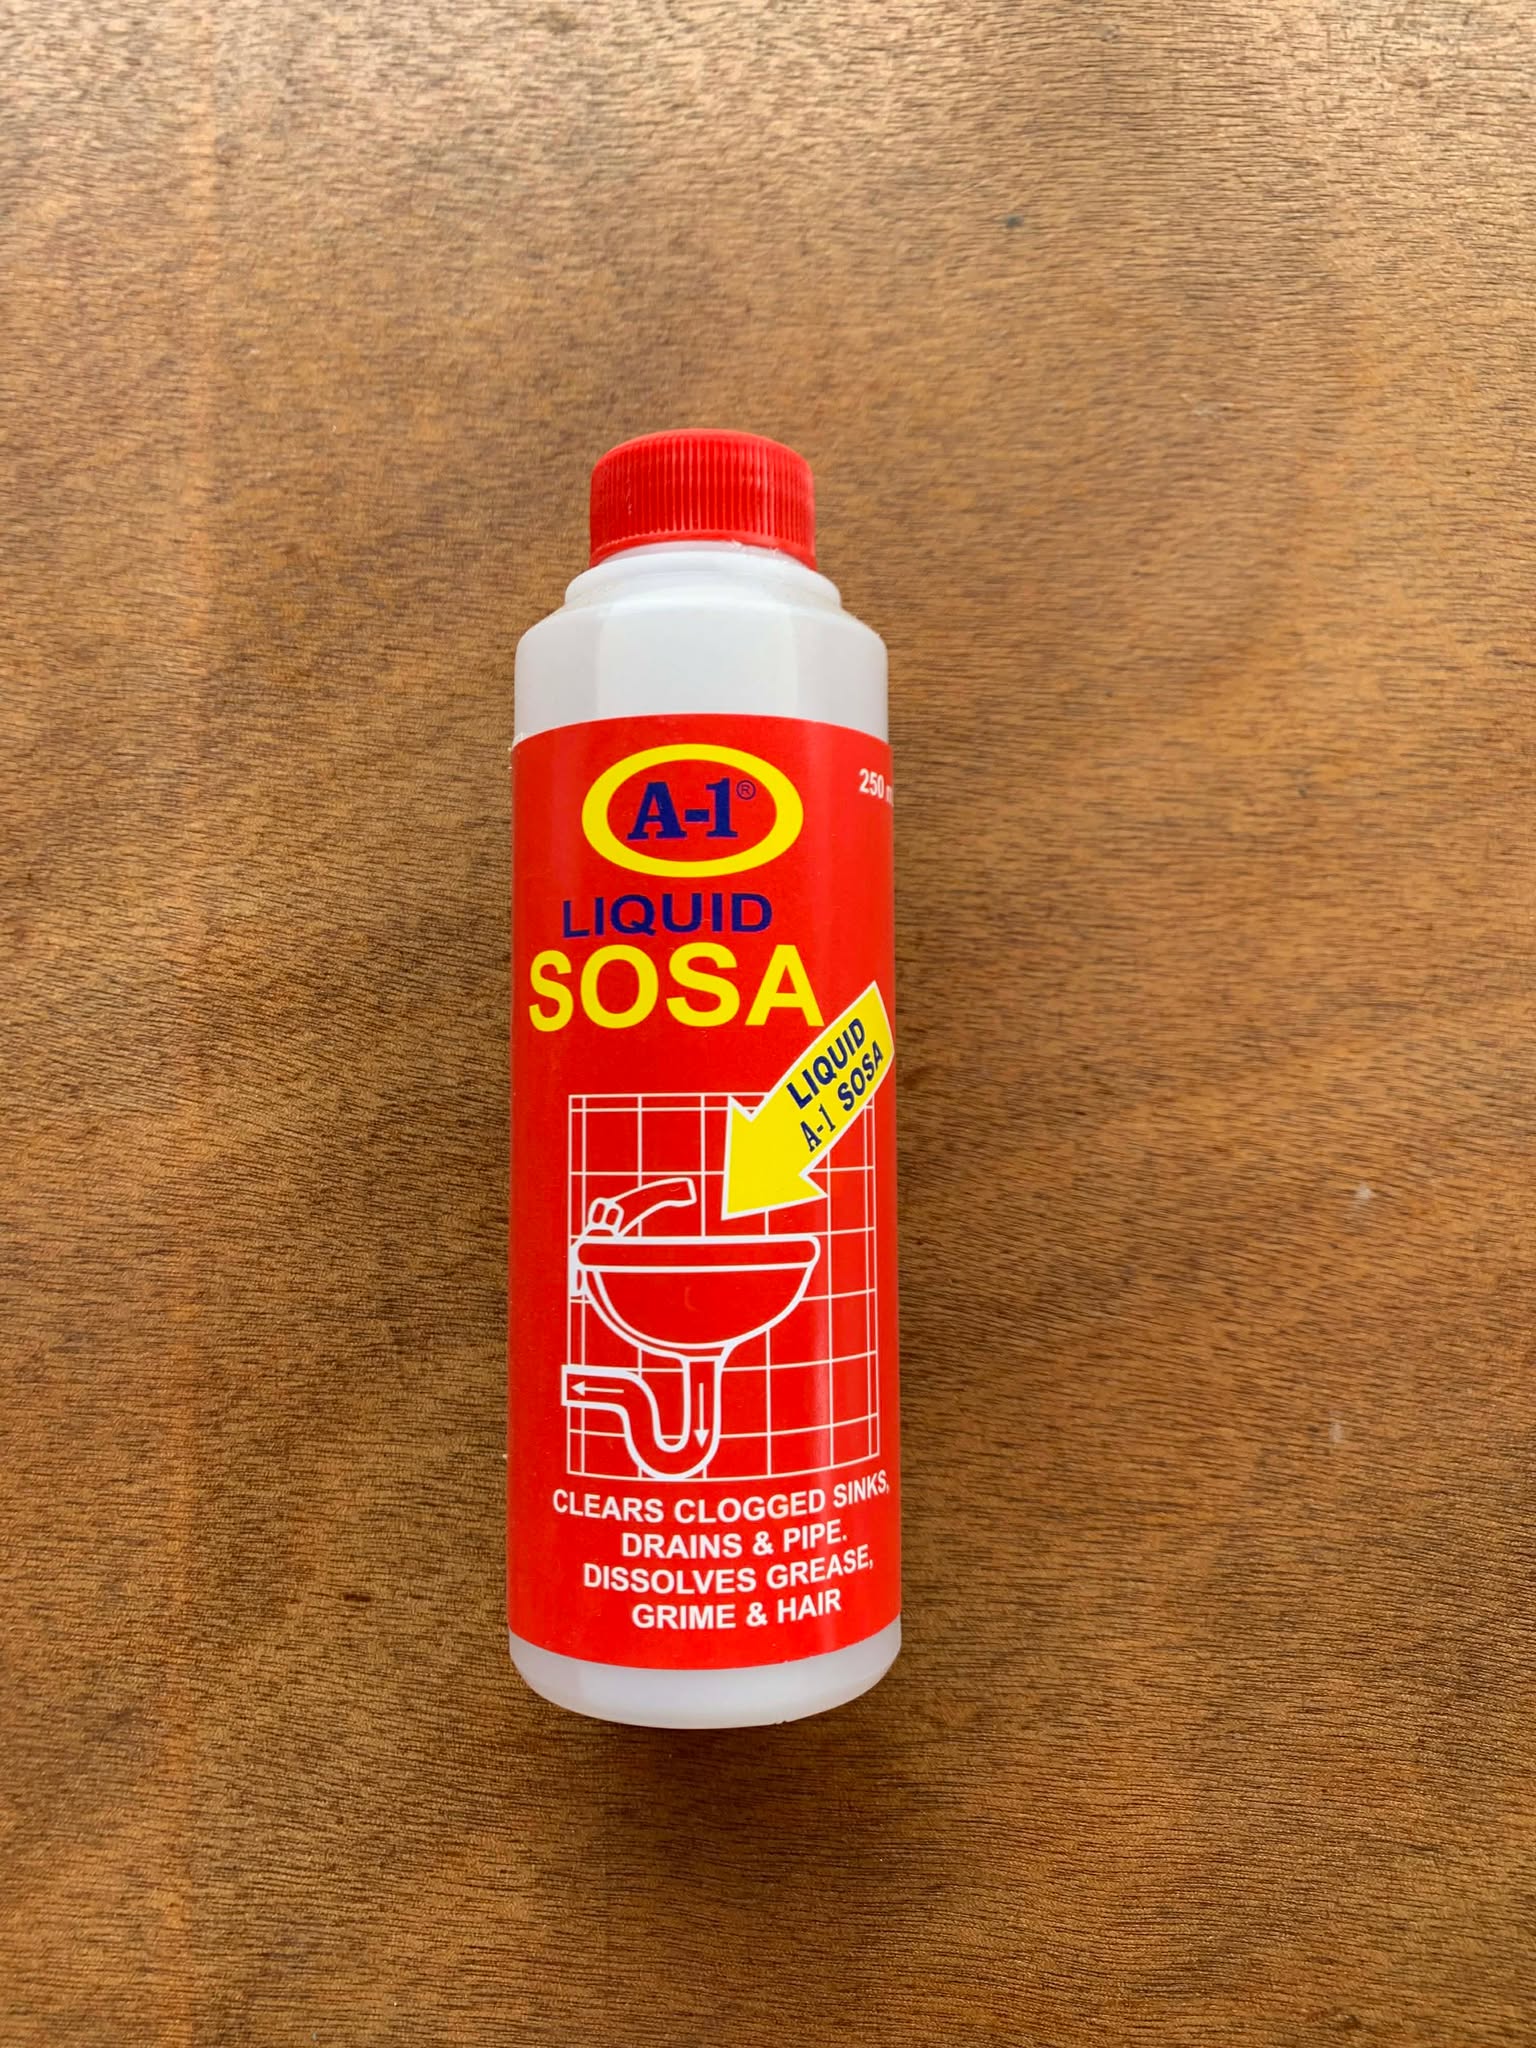 A-1®
250 m
LIQUID
SOSA
LIQUID
A-1 SOSA
CLEARS CLOGGED SINKS,
DRAINS & PIPE.
DISSOLVES GREASE,
GRIME & HAIR